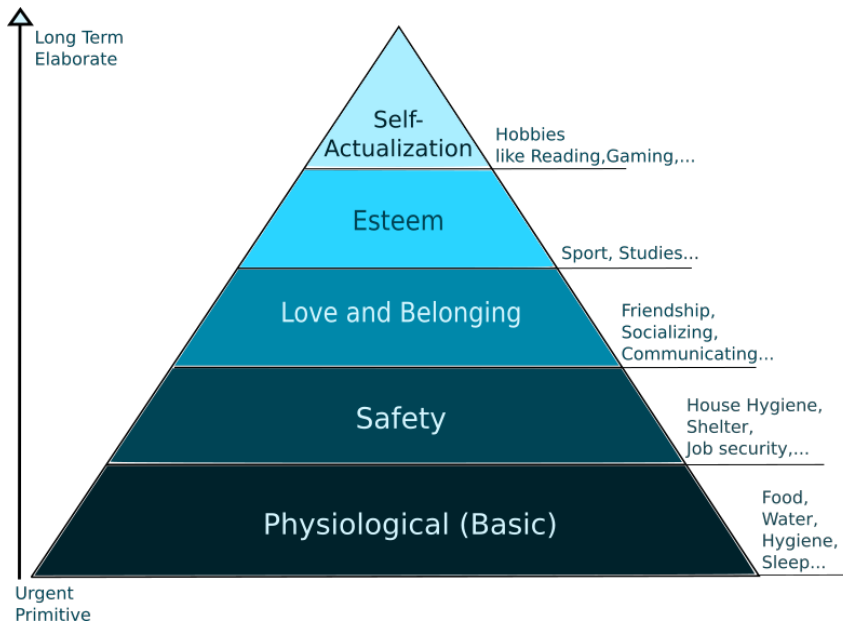 Long Term
Elaborate
Self-
Actualization
Hobbies
like Reading,Gaming,...
Esteem
Sport, Studies...
Love and Belonging
Friendship,
Socializing,
Communicating...
Safety
House Hygiene,
Shelter,
Job security,...
Physiological (Basic)
Food,
Water,
Hygiene,
Sleep...
Urgent
Primitive